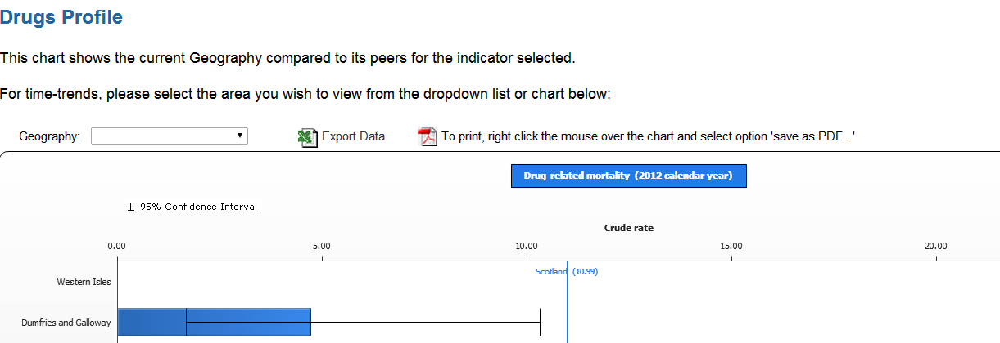 Drugs Profile
This chart shows the current Geography compared to its peers for the indicator selected.
For time-trends, please select the area you wish to view from the dropdown list or chart below:
Geography: Export Data To print, right click the mouse over the chart and select option 'save as PDF...'
Drug-related mortality (2012 calendar year)
95% Confidence Interval
Crude rate
0.00 5.00 10.00 15.00 20.00
Scotland (10.99)
Western Isles
Dumfries and Galloway